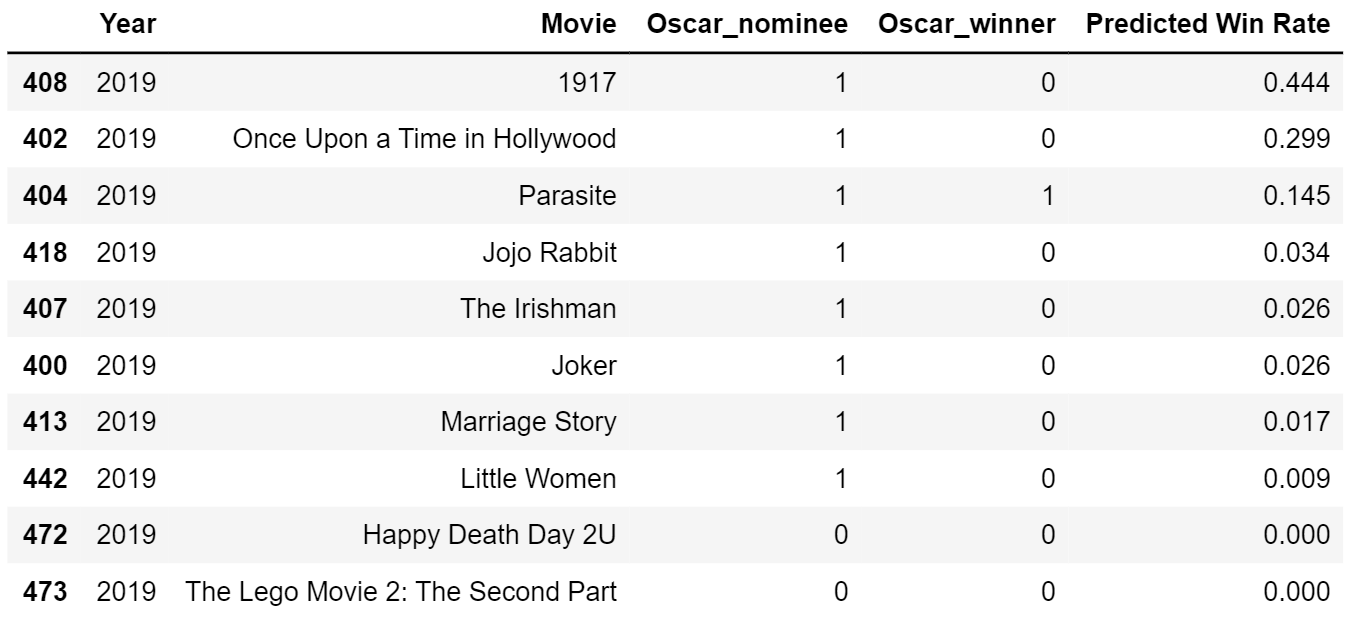 Year Movie Oscar_nominee Oscar_winner Predicted Win Rate
408 2019 1917 1 0 0.444
402 2019 Once Upon a Time in Hollywood 1 0 0.299
404 2019 Parasite 1 1 0.145
418 2019 Jojo Rabbit 1 0 0.034
407 2019 The Irishman 1 0 0.026
400 2019 Joker 1 0 0.026
413 2019 Marriage Story 1 0 0.017
442 2019 Little Women 1 0 0.009
472 2019 Happy Death Day 2U 0 0 0.000
473 2019 The Lego Movie 2: The Second Part 0 0 0.000